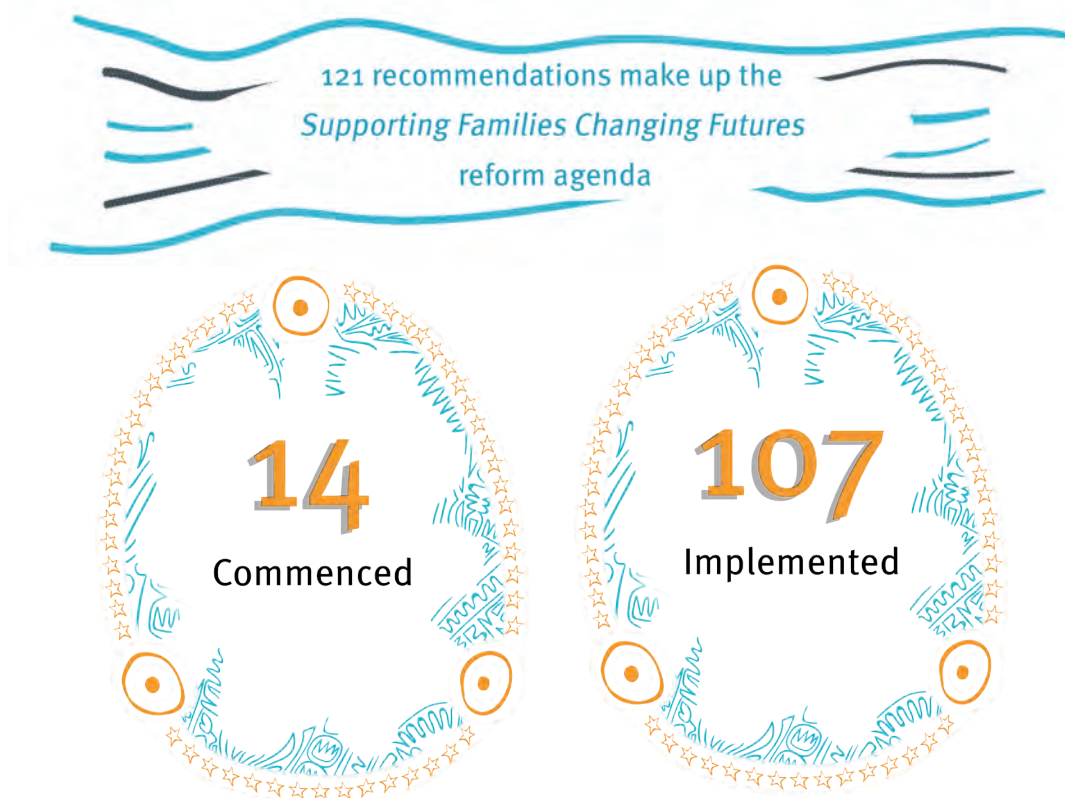 121 recommendations make up the
Supporting Families Changing Futures
reform agenda
14
Commenced
107
Implemented